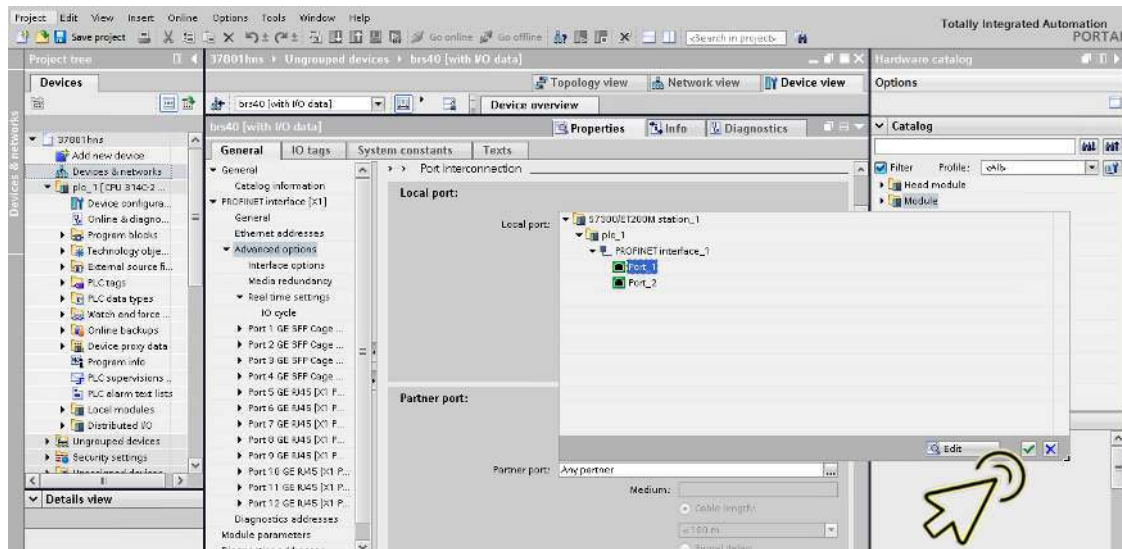 Project Edit View Insert Online Options Tools Window Help
Totally Integrated Automation
PORTAL
Save project
Go online
Go offline
<Search in project>
Project tree
37801hns › Ungrouped devices › brs40 [with I/O data]
Hardware catalog
Devices
Topology view
Network view
Device view
Options
brs40 [with I/O data]
Device overview
Devices & networks
brs40 [with I/O data]
Properties
Info
Diagnostics
Catalog
General
IO tags
System constants
Texts
Filter
Profile:
<All>
Head module
Module
37801hns
Add new device
Devices & networks
plc_1 [CPU 314C-2 ...
Device configura...
Online & diagno...
Program blocks
Technology obje...
External source fi...
PLC tags
PLC data types
Watch and force ...
Online backups
Device proxy data
Program info
PLC supervisions ...
PLC alarm text lists
Local modules
Distributed I/O
Ungrouped devices
Security settings
Details view
General
Catalog information
PROFINET interface [X1]
General
Ethernet addresses
Advanced options
Interface options
Media redundancy
Real time settings
IO cycle
Port 1 GE SFP Cage ...
Port 2 GE SFP Cage ...
Port 3 GE SFP Cage ...
Port 4 GE SFP Cage ...
Port 5 GE RJ45 [X1 P...
Port 6 GE RJ45 [X1 P...
Port 7 GE RJ45 [X1 P...
Port 8 GE RJ45 [X1 P...
Port 9 GE RJ45 [X1 P...
Port 10 GE RJ45 [X1 P...
Port 11 GE RJ45 [X1 P...
Port 12 GE RJ45 [X1 P...
Diagnostics addresses
Module parameters
› › Port interconnection
Local port:
Local port:
S7300/ET200M station_1
plc_1
PROFINET interface_1
Port_1
Port_2
Edit
Partner port:
Partner port:
Any partner
Medium:
Cable length:
<100 m
Signal delay: